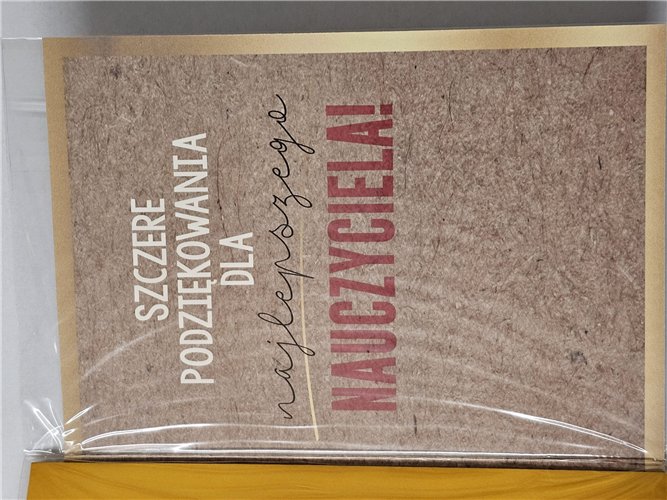 SZCZERE
PODZIĘKOWANIA
DLA
najlepszego
NAUCZYCIELA!